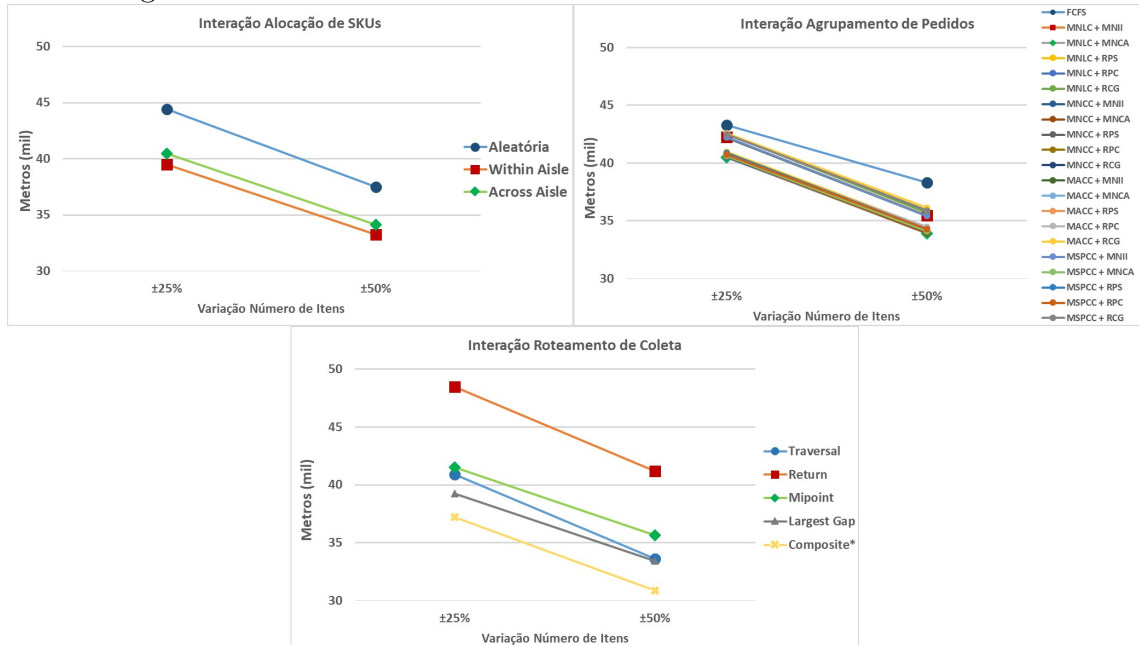 Interação Alocação de SKUs
50
45
40
35
30
Metros (mil)
±25%
±50%
Variação Número de Itens
Aleatória
Within Aisle
Across Aisle
Interação Agrupamento de Pedidos
50
45
40
35
30
Metros (mil)
±25%
±50%
Variação Número de Itens
FCFS
MNLC + MNII
MNLC + MNCA
MNLC + RPS
MNLC + RPC
MNLC + RCG
MNCC + MNII
MNCC + MNCA
MNCC + RPS
MNCC + RPC
MNCC + RCG
MACC + MNII
MACC + MNCA
MACC + RPS
MACC + RPC
MACC + RCG
MSPCC + MNII
MSPCC + MNCA
MSPCC + RPS
MSPCC + RPC
MSPCC + RCG
Interação Roteamento de Coleta
50
45
40
35
30
Metros (mil)
±25%
±50%
Variação Número de Itens
Traversal
Return
Mipoint
Largest Gap
Composite*